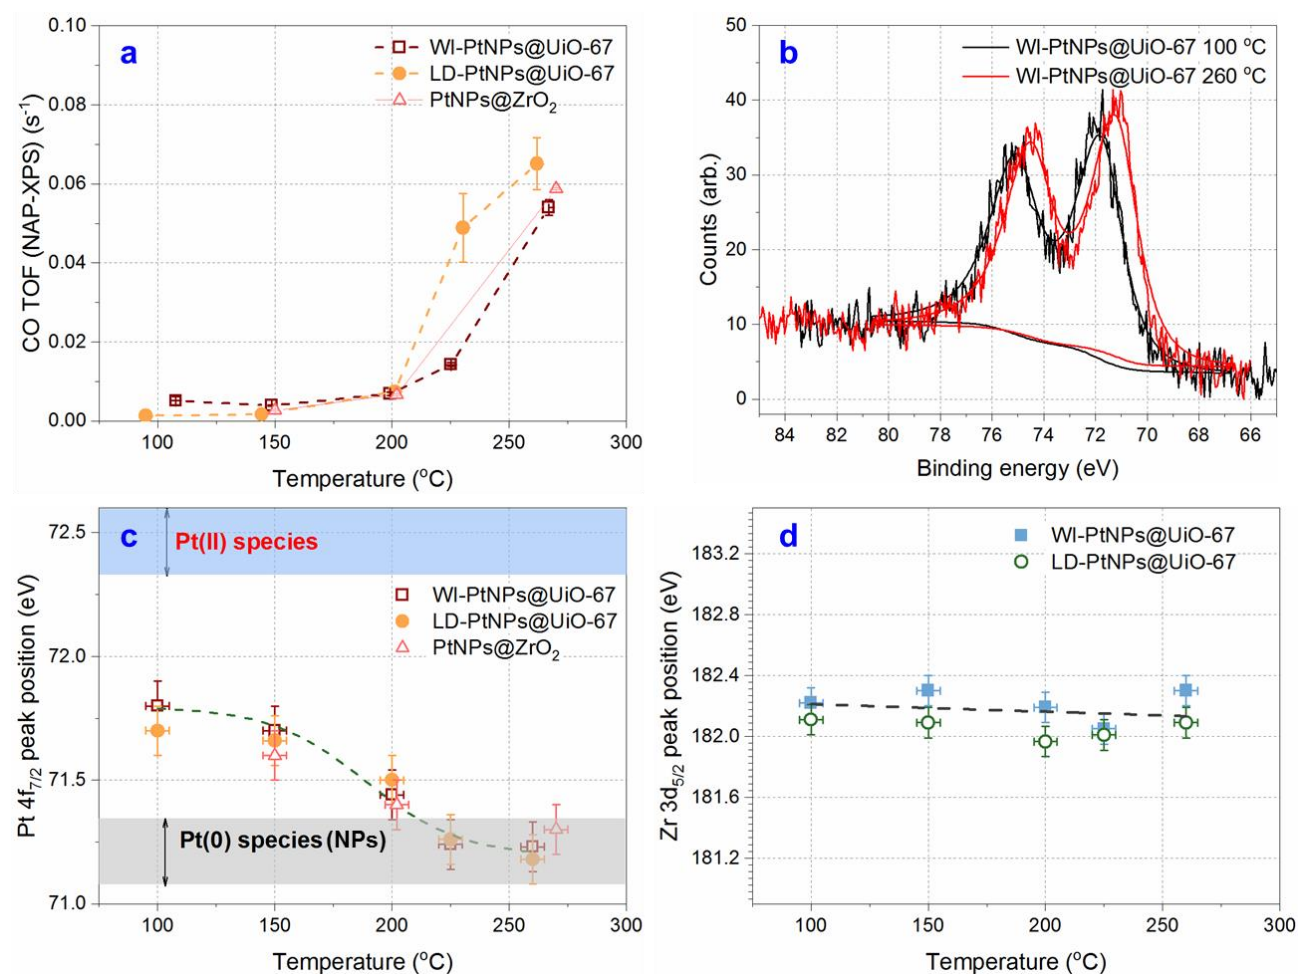 a
WI-PtNPs@UiO-67
LD-PtNPs@UiO-67
PtNPs@ZrO₂
CO TOF (NAP-XPS) (s⁻¹)
0.10
0.08
0.06
0.04
0.02
0.00
100 150 200 250 300
Temperature (°C)
b
WI-PtNPs@UiO-67 100 °C
WI-PtNPs@UiO-67 260 °C
Counts (arb.)
50
40
30
20
10
0
84 82 80 78 76 74 72 70 68 66
Binding energy (eV)
c
Pt(II) species
WI-PtNPs@UiO-67
LD-PtNPs@UiO-67
PtNPs@ZrO₂
Pt(0) species (NPs)
Pt 4f₇/₂ peak position (eV)
72.5
72.0
71.5
71.0
100 150 200 250 300
Temperature (°C)
d
WI-PtNPs@UiO-67
LD-PtNPs@UiO-67
Zr 3d₅/₂ peak position (eV)
183.2
182.8
182.4
182.0
181.6
181.2
100 150 200 250 300
Temperature (°C)